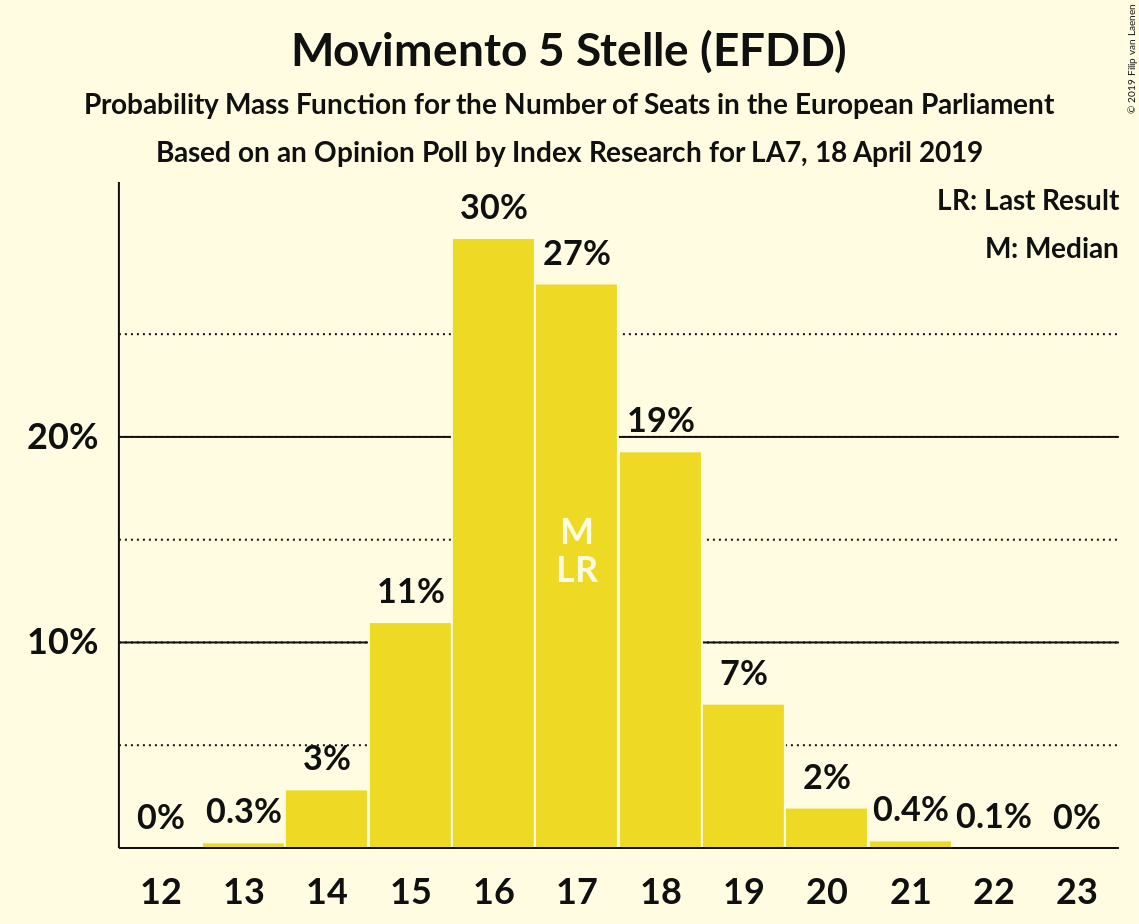 Movimento 5 Stelle (EFDD)
Probability Mass Function for the Number of Seats in the European Parliament
Based on an Opinion Poll by Index Research for LA7, 18 April 2019
© 2019 Filip van Laenen
LR: Last Result
M: Median
30%
27%
20%
19%
M
LR
11%
10%
7%
3%
2%
0%
0.3%
0.4%
0.1%
0%
12 13 14 15 16 17 18 19 20 21 22 23